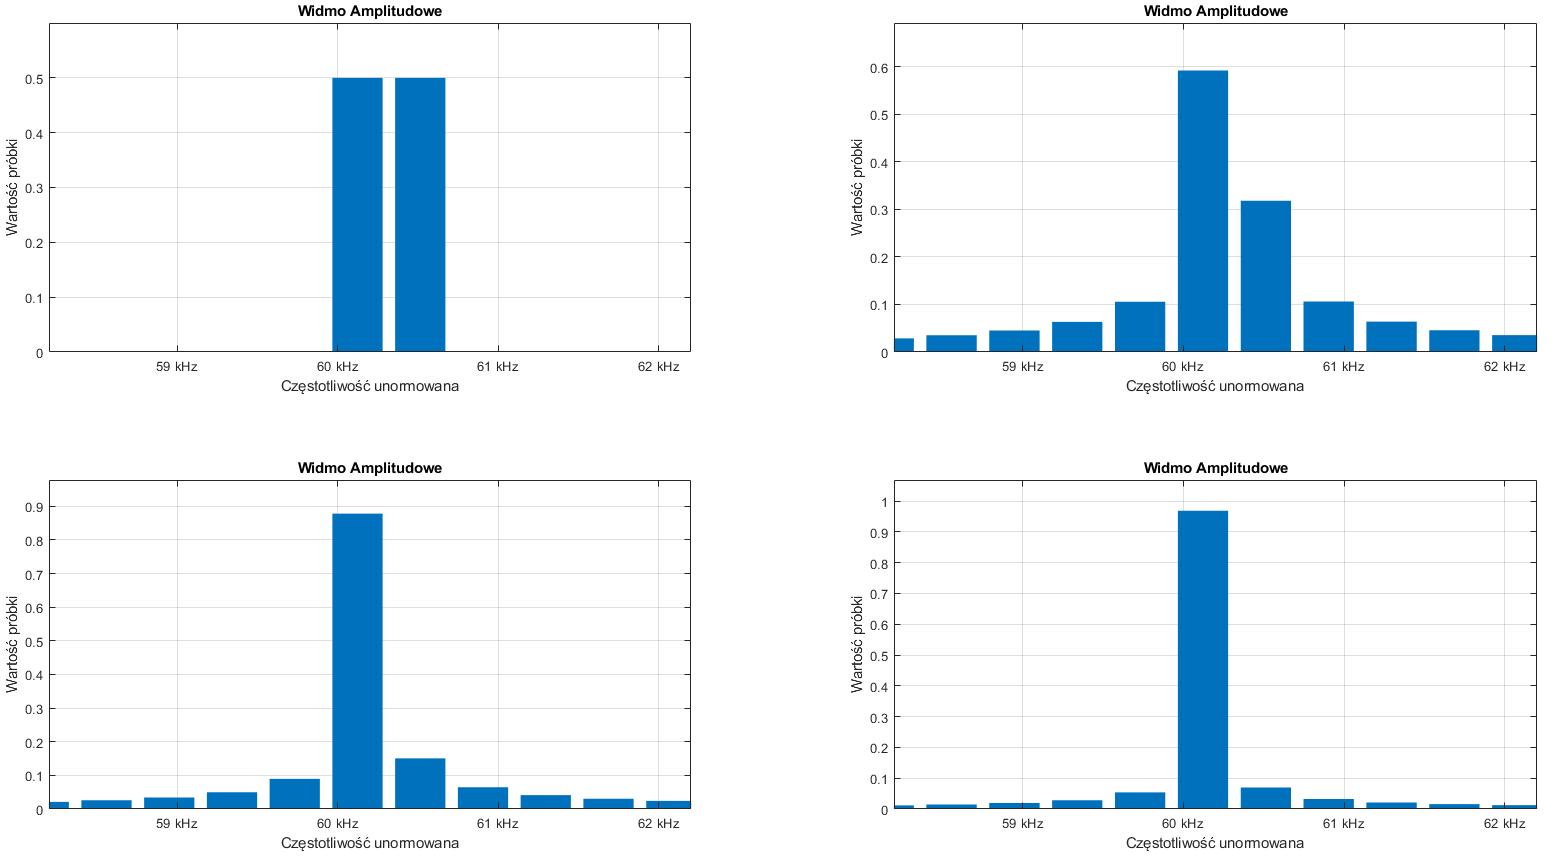 Widmo Amplitudowe
Wartość próbki
0.5
0.4
0.3
0.2
0.1
0
59 kHz 60 kHz 61 kHz 62 kHz
Częstotliwość unormowana
Widmo Amplitudowe
Wartość próbki
0.6
0.5
0.4
0.3
0.2
0.1
0
59 kHz 60 kHz 61 kHz 62 kHz
Częstotliwość unormowana
Widmo Amplitudowe
Wartość próbki
0.9
0.8
0.7
0.6
0.5
0.4
0.3
0.2
0.1
0
59 kHz 60 kHz 61 kHz 62 kHz
Częstotliwość unormowana
Widmo Amplitudowe
Wartość próbki
1
0.9
0.8
0.7
0.6
0.5
0.4
0.3
0.2
0.1
0
59 kHz 60 kHz 61 kHz 62 kHz
Częstotliwość unormowana